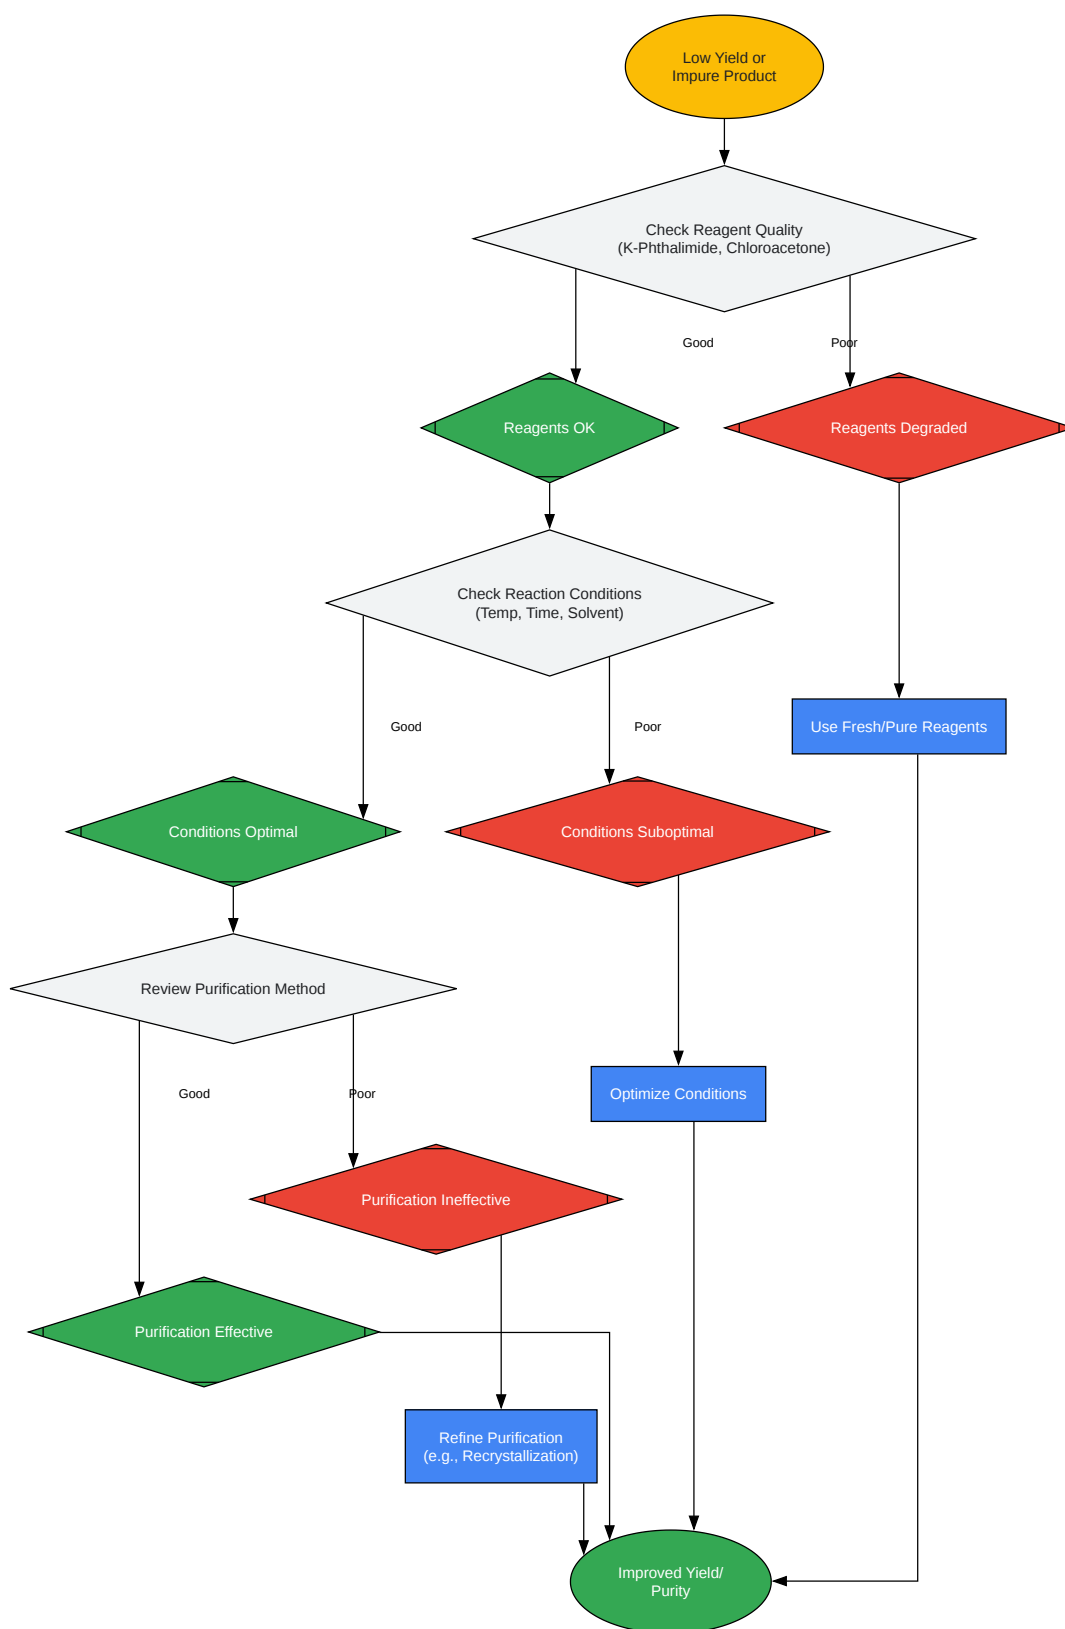 Low Yield or
Impure Product
Check Reagent Quality
(K-Phthalimide, Chloroacetone)
Good
Poor
Reagents OK
Reagents Degraded
Check Reaction Conditions
(Temp, Time, Solvent)
Good
Poor
Use Fresh/Pure Reagents
Conditions Optimal
Conditions Suboptimal
Review Purification Method
Good
Poor
Optimize Conditions
Purification Ineffective
Purification Effective
Refine Purification
(e.g., Recrystallization)
Improved Yield/
Purity